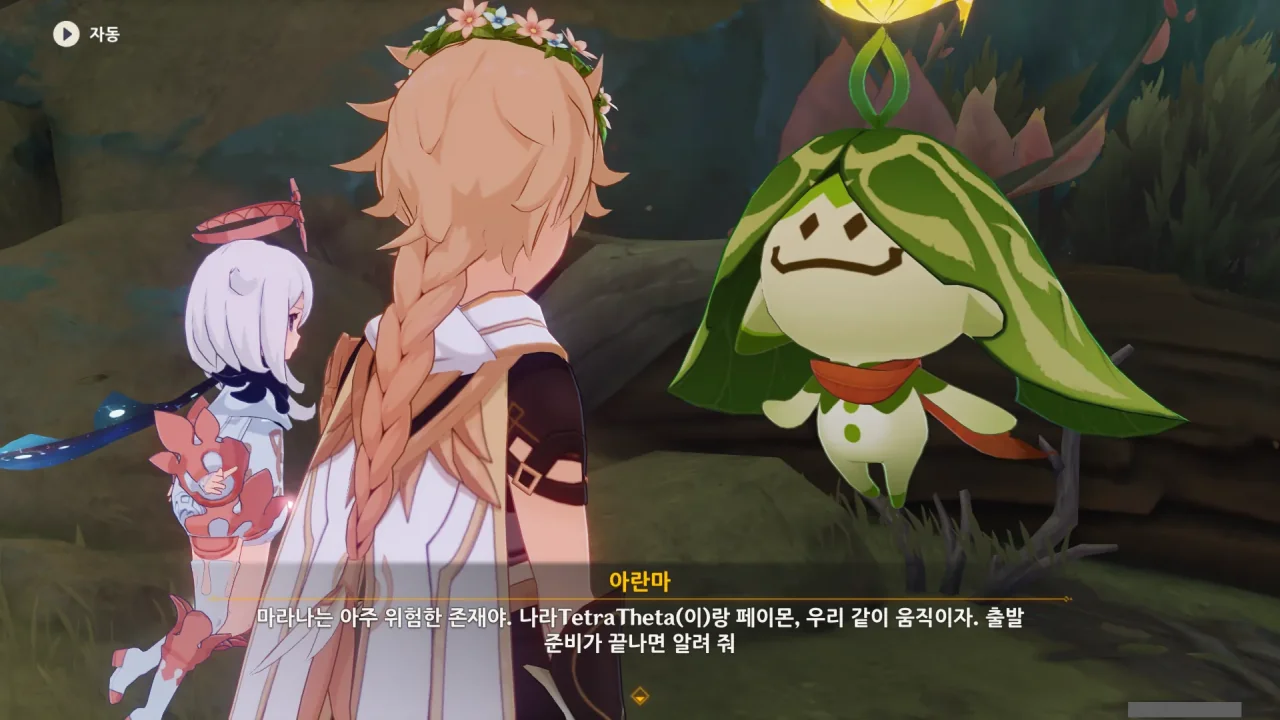 자동
아란마
마라나는 아주 위험한 존재야. 나라TetraTheta(이)랑 페이몬, 우리 같이 움직이자. 출발
준비가 끝나면 알려 줘